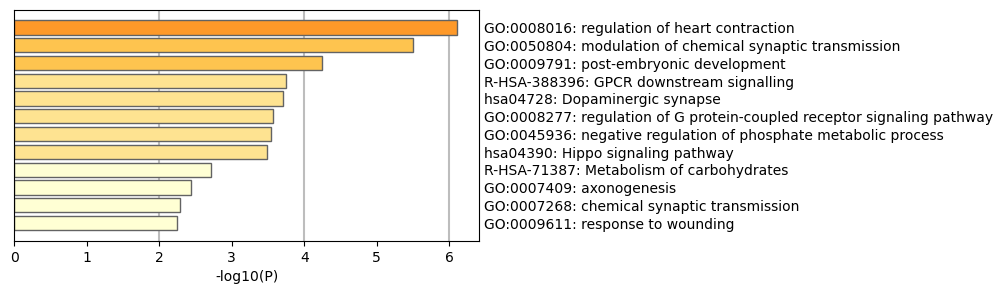 GO:0008016: regulation of heart contraction
GO:0050804: modulation of chemical synaptic transmission
GO:0009791: post-embryonic development
R-HSA-388396: GPCR downstream signalling
hsa04728: Dopaminergic synapse
GO:0008277: regulation of G protein-coupled receptor signaling pathway
GO:0045936: negative regulation of phosphate metabolic process
hsa04390: Hippo signaling pathway
R-HSA-71387: Metabolism of carbohydrates
GO:0007409: axonogenesis
GO:0007268: chemical synaptic transmission
GO:0009611: response to wounding
0 1 2 3 4 5 6
-log10(P)